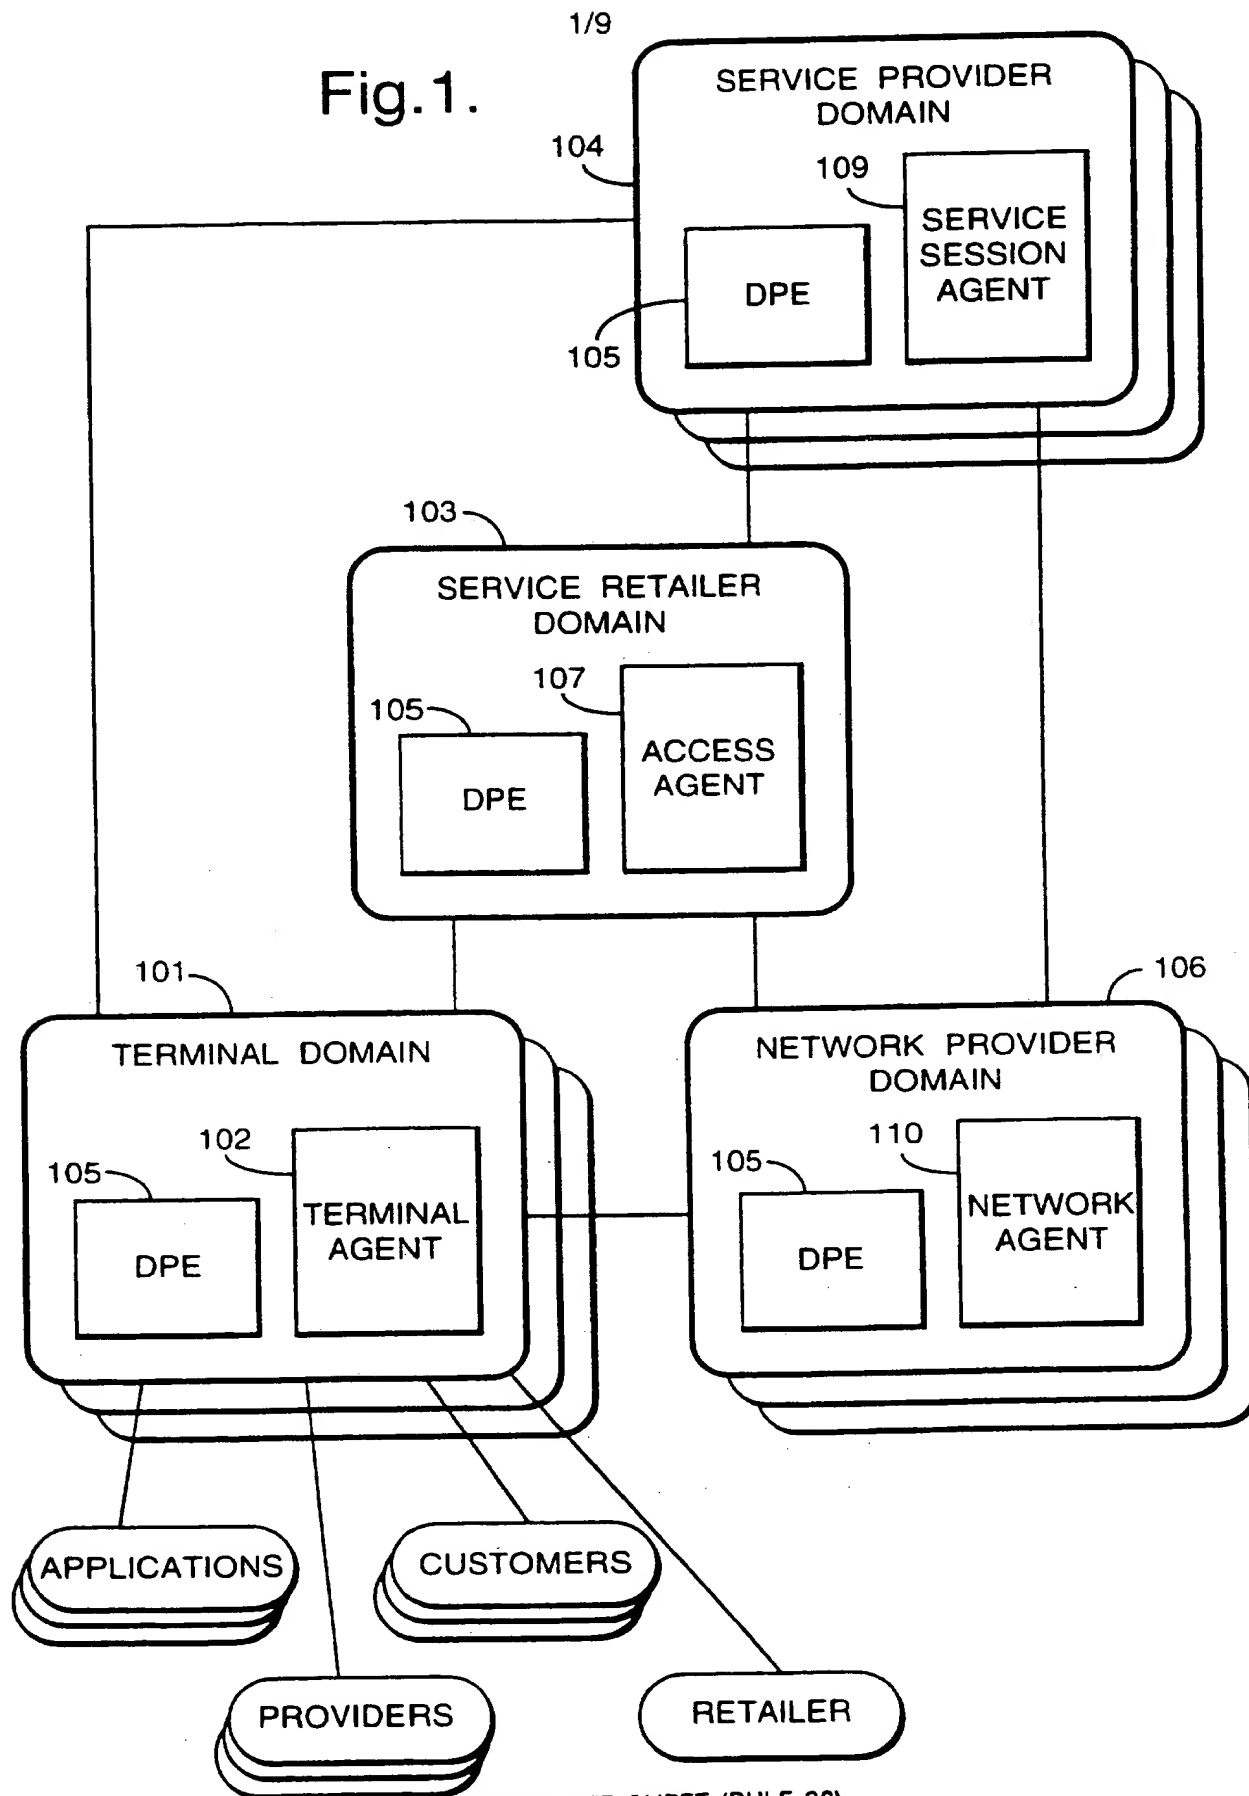 1/9
Fig.1.
SERVICE PROVIDER
DOMAIN
104
109
SERVICE
SESSION
AGENT
DPE
105
103
SERVICE RETAILER
DOMAIN
107
105
ACCESS
AGENT
DPE
101
106
TERMINAL DOMAIN
NETWORK PROVIDER
DOMAIN
102
110
105
105
TERMINAL
AGENT
NETWORK
AGENT
DPE
DPE
APPLICATIONS
CUSTOMERS
PROVIDERS
RETAILER